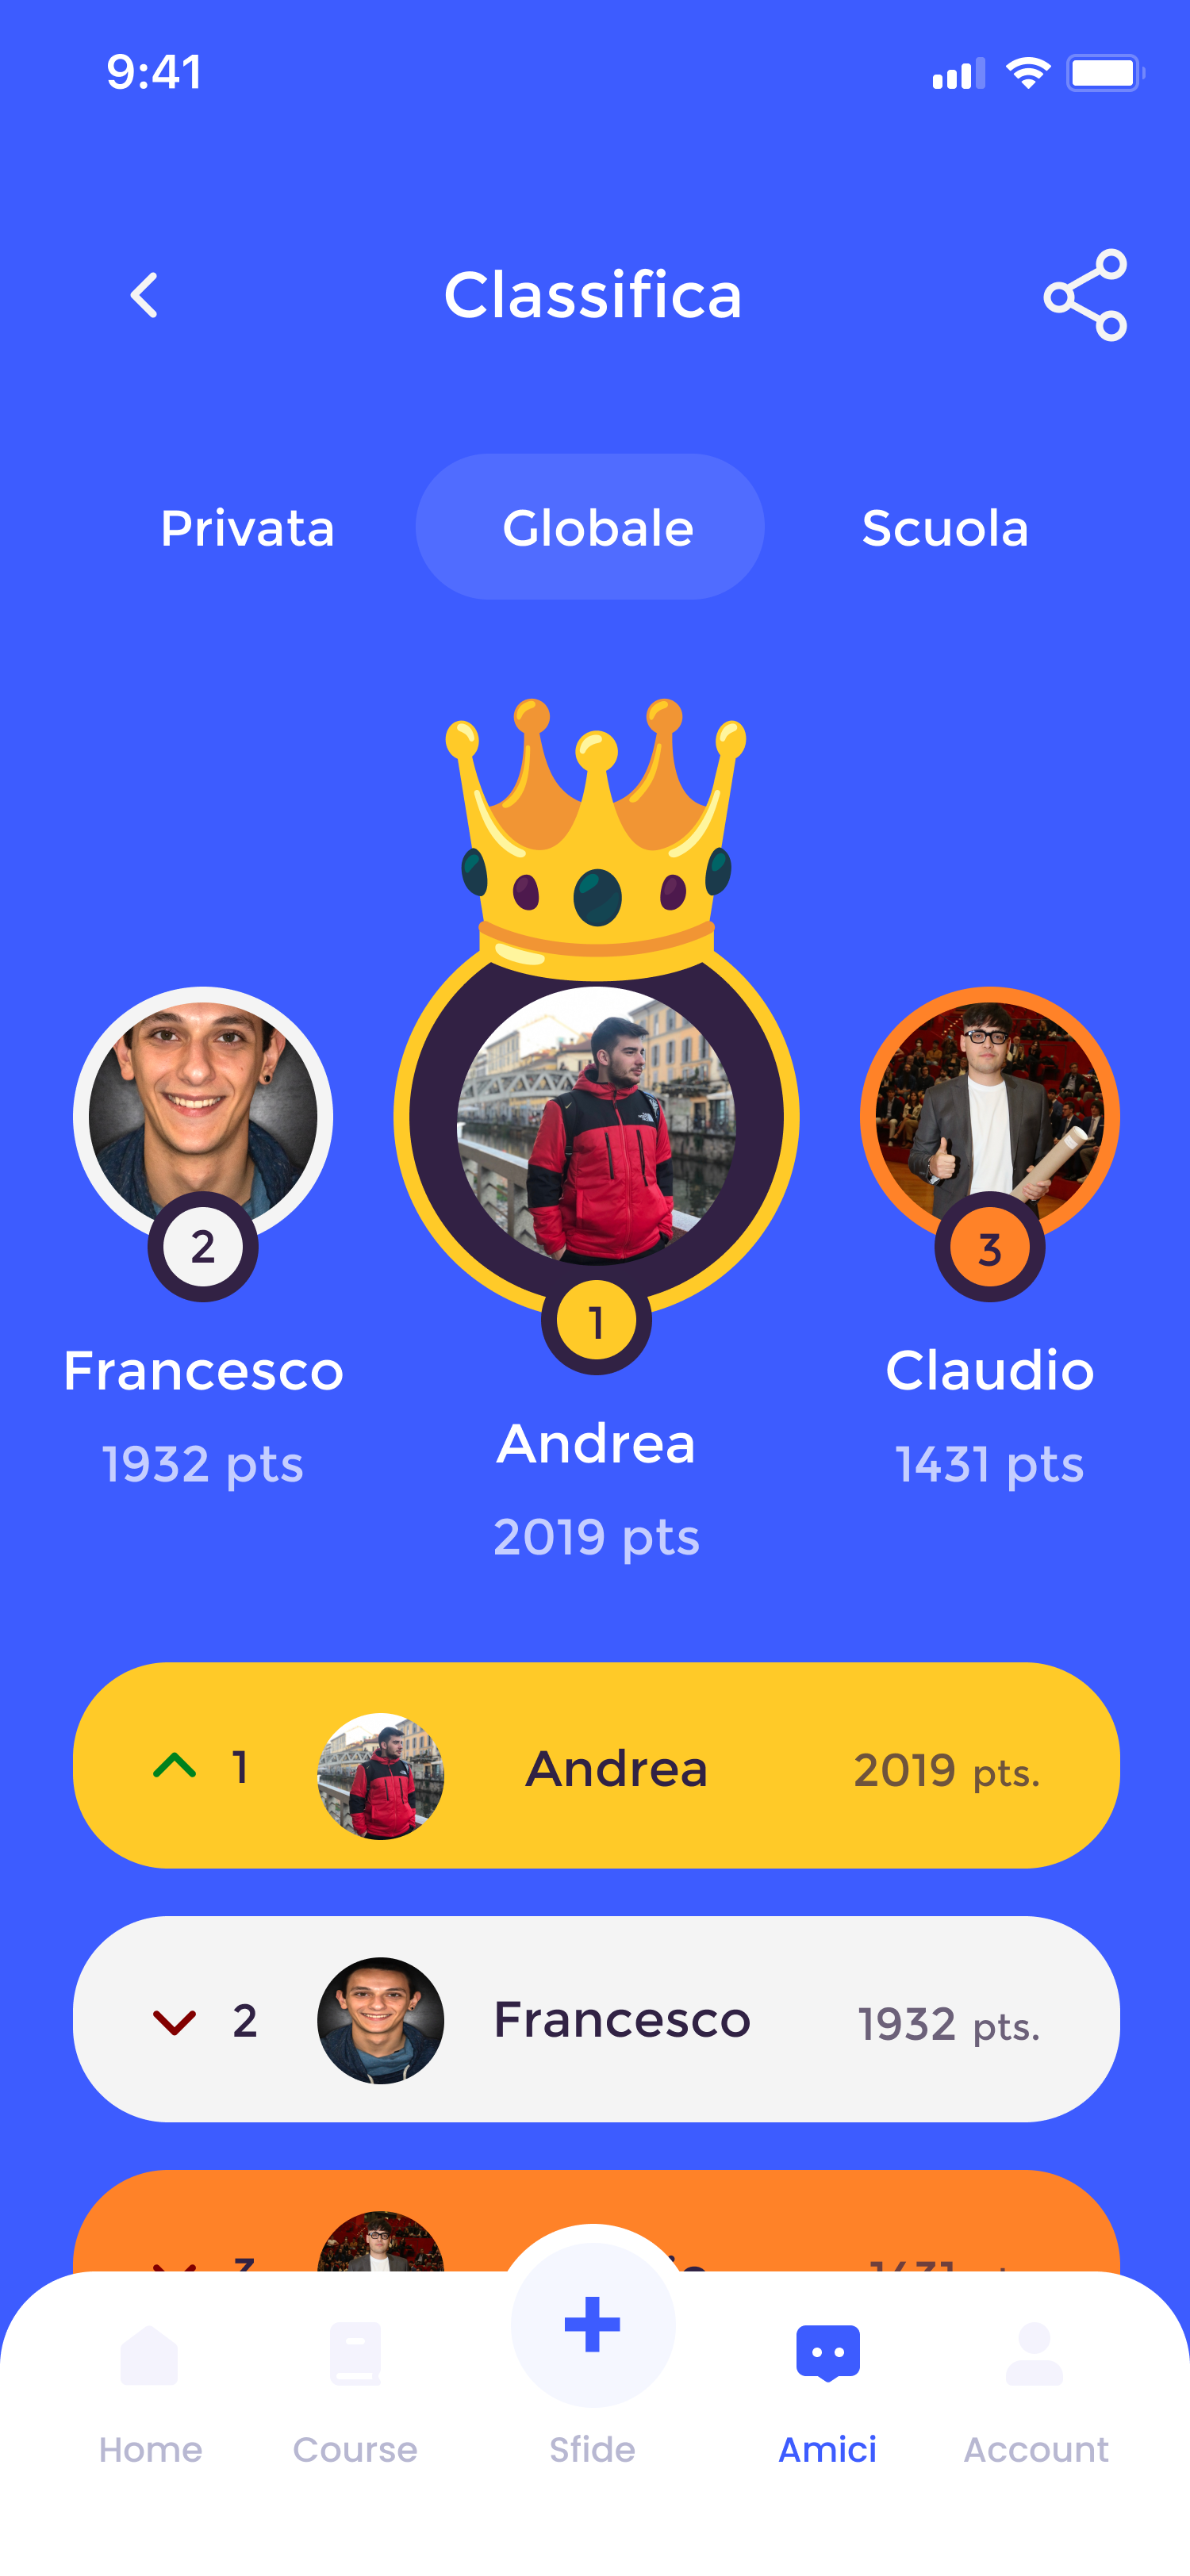 9:41
Classifica
Privata Globale Scuola
2
1
3
Francesco
Andrea
Claudio
1932 pts
2019 pts
1431 pts
1 Andrea 2019 pts.
2 Francesco 1932 pts.
Home Course Sfide Amici Account